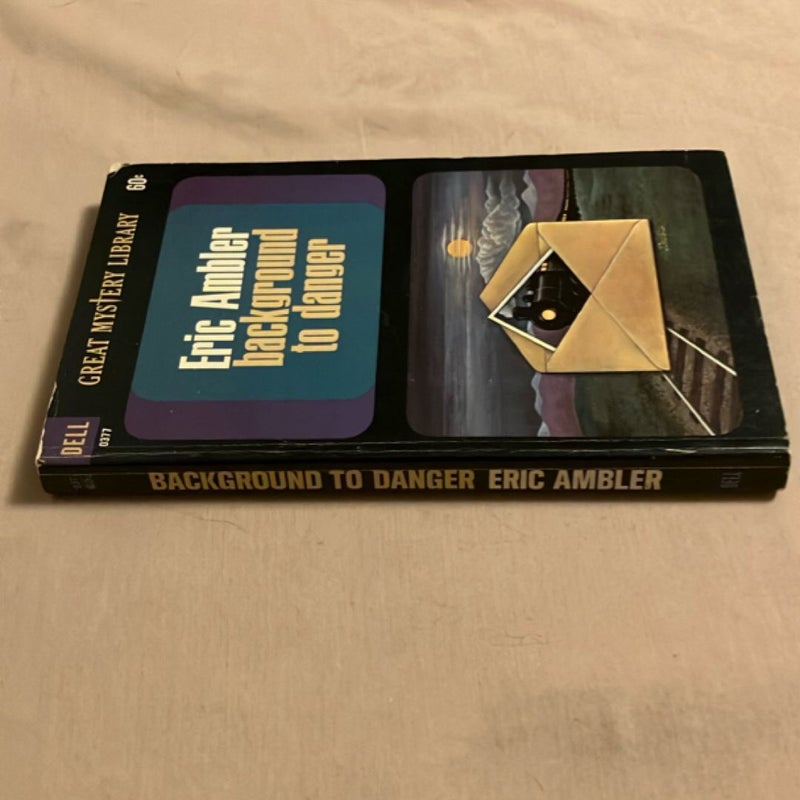 DELL
0377
GREAT MYSTERY LIBRARY
60¢
Eric Ambler
background
to danger
BACKGROUND TO DANGER ERIC AMBLER
DELL